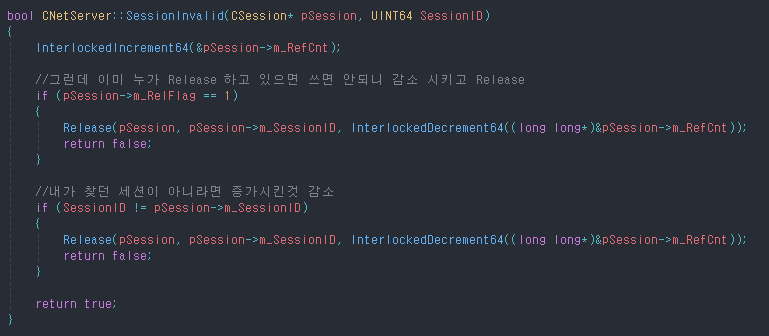 bool CNetServer::SessionInvalid(CSession* pSession, UINT64 SessionID)
{
    InterlockedIncrement64(&pSession->m_RefCnt);

    //그런데 이미 누가 Release 하고 있으면 쓰면 안되니 감소 시키고 Release
    if (pSession->m_RelFlag == 1)
    {
        Release(pSession, pSession->m_SessionID, InterlockedDecrement64((long long*)&pSession->m_RefCnt));
        return false;
    }

    //내가 찾던 세션이 아니라면 증가시킨것 감소
    if (SessionID != pSession->m_SessionID)
    {
        Release(pSession, pSession->m_SessionID, InterlockedDecrement64((long long*)&pSession->m_RefCnt));
        return false;
    }

    return true;
}